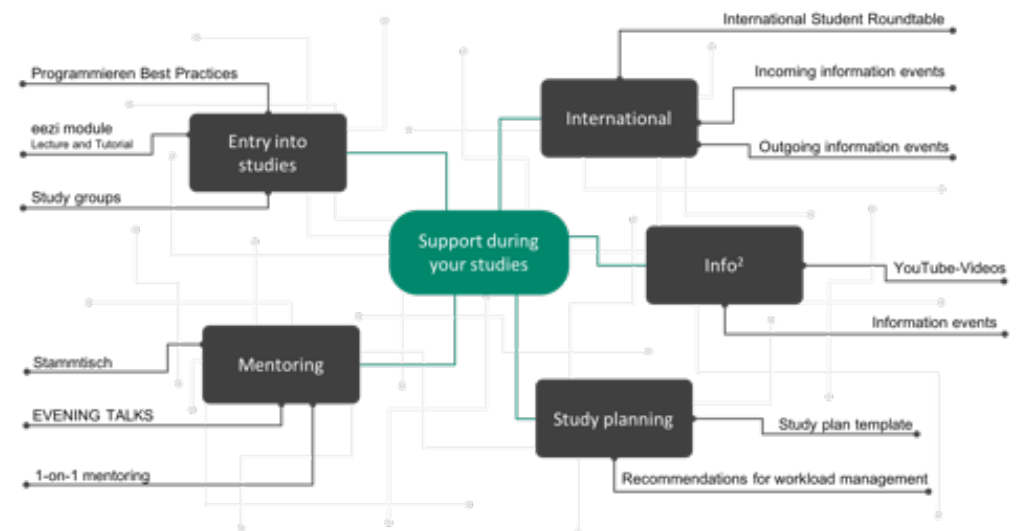 International Student Roundtable
Programmieren Best Practices
Incoming information events
eezi module
Lecture and Tutorial
Entry into
studies
International
Outgoing information events
Study groups
Support during
your studies
Info²
YouTube-Videos
Information events
Stammtisch
Mentoring
EVENING TALKS
Study planning
Study plan template
1-on-1 mentoring
Recommendations for workload management